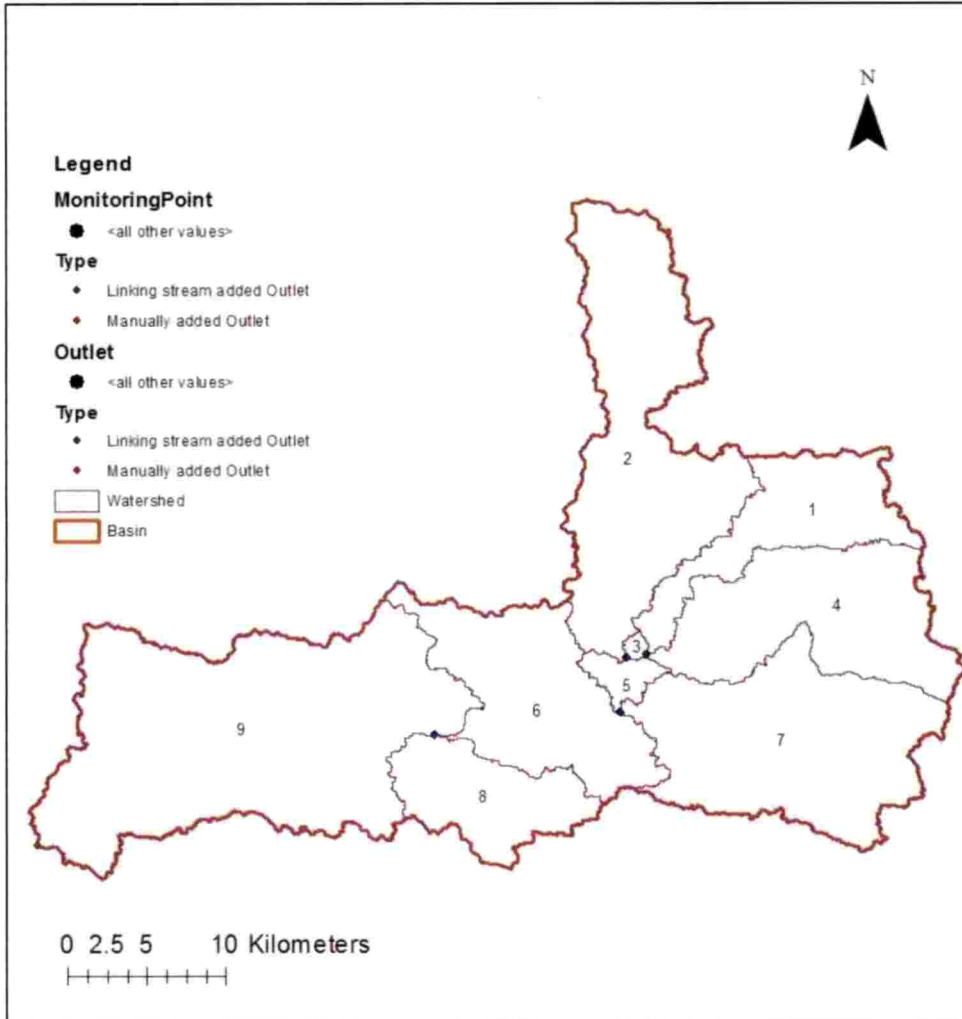 N
Legend
MonitoringPoint
<all other values>
Type
Linking stream added Outlet
Manually added Outlet
Outlet
<all other values>
Type
Linking stream added Outlet
Manually added Outlet
Watershed
Basin
2
1
4
3
5
6
9
7
8
0 2.5 5 10 Kilometers